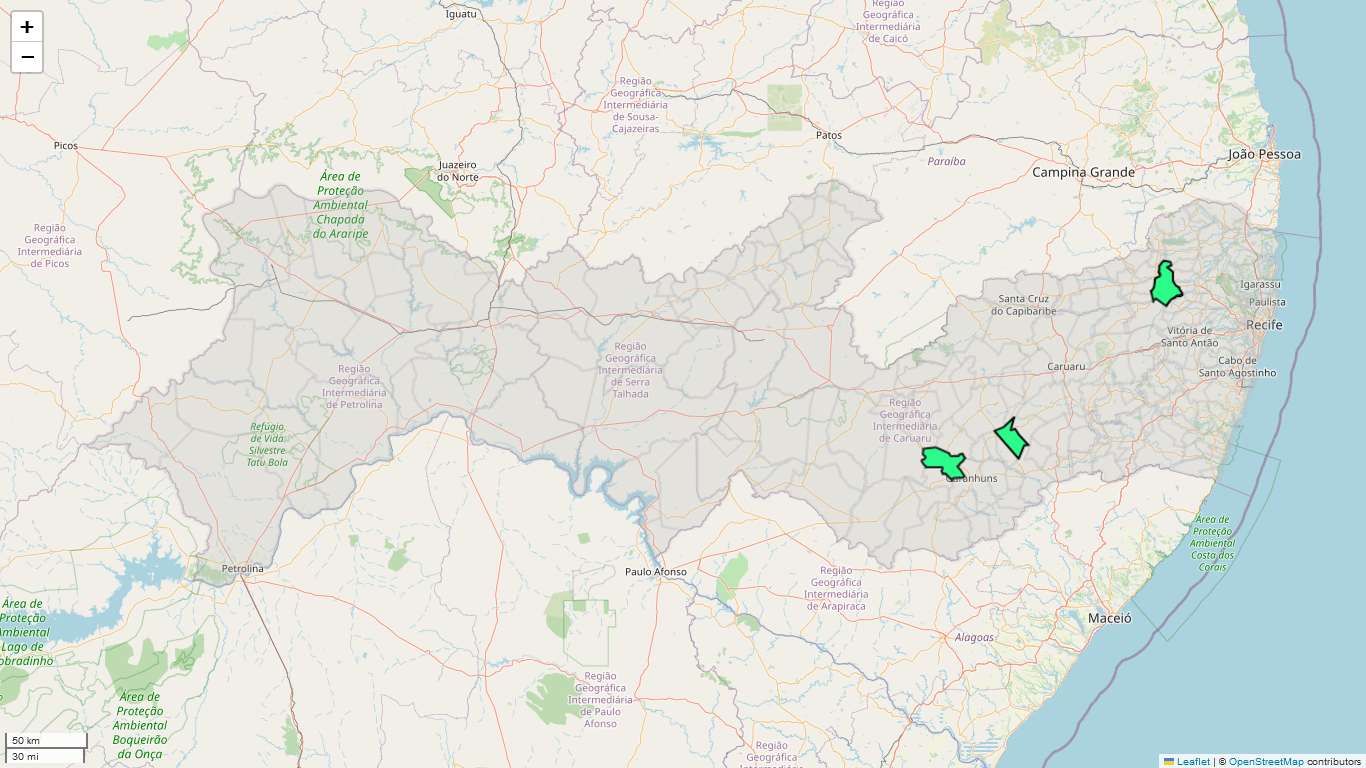 +
−
Iguatu
Região
Geográfica
Intermediária
de Caicó
Região
Geográfica
Intermediária
de Sousa-
Cajazeiras
Patos
Picos
Juazeiro
do Norte
Paraíba
João Pessoa
Campina Grande
Área de
Proteção
Ambiental
Chapada
do Araripe
Região
Geográfica
Intermediária
de Picos
Igarassu
Paulista
Santa Cruz
do Capibaribe
Recife
Vitória de
Santo Antão
Caruaru
Cabo de
Santo Agostinho
Região
Geográfica
Intermediária
de Serra
Talhada
Região
Geográfica
Intermediária
de Petrolina
Região
Geográfica
Intermediária
de Caruaru
Refúgio
de Vida
Silvestre
Tatu Bola
Garanhuns
Área de
Proteção
Ambiental
Costa dos
Corais
Petrolina
Paulo Afonso
Região
Geográfica
Intermediária
de Arapiraca
Área de
Proteção
Ambiental
Lago de
obradinho
Maceió
Alagoas
Região
Geográfica
Intermediária
de Paulo
Afonso
Área de
Proteção
Ambiental
Boqueirão
da Onça
Região
Geográfica
Intermediária
50 km
30 mi
Leaflet | © OpenStreetMap contributors